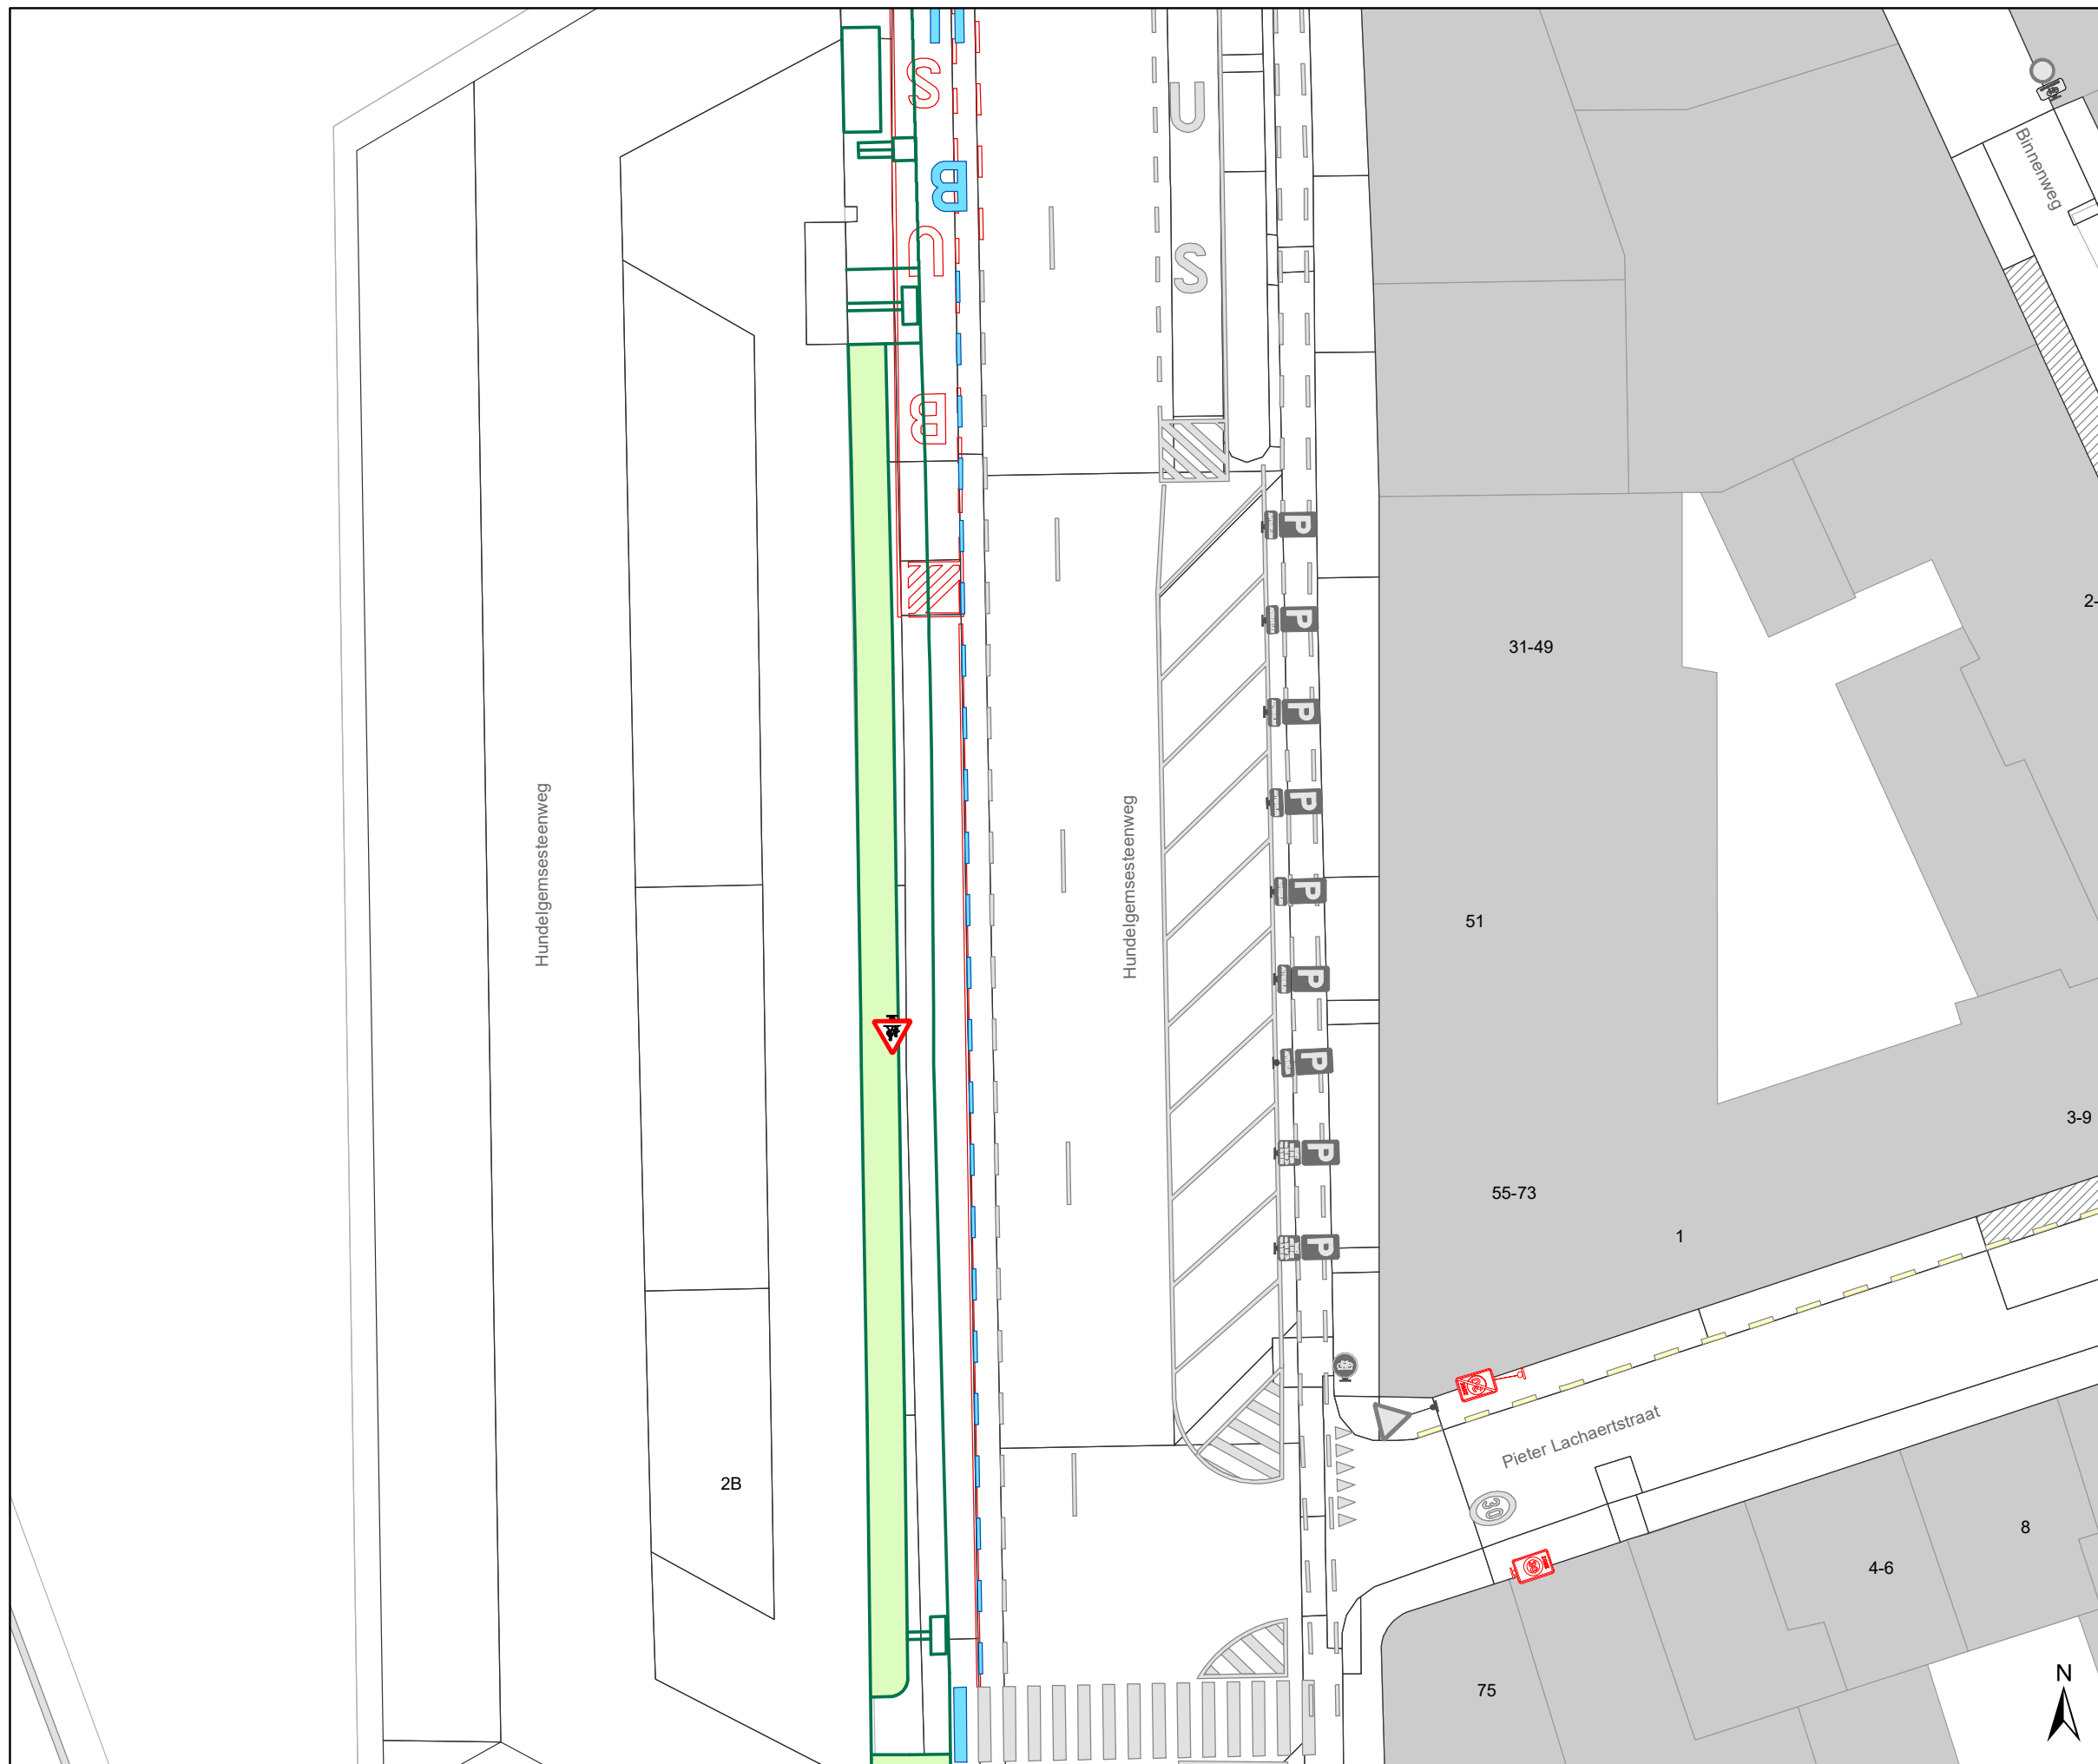 S
U
B
Binnenweg
U
S
B
P
P
31-49
2-
P
P
Hundelgemsesteenweg
Hundelgemsesteenweg
P
51
P
P
3-9
P
55-73
1
P
Pieter Lachaertstraat
2B
30
8
4-6
N
75